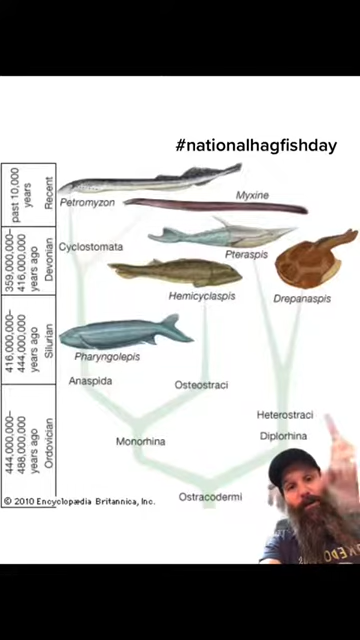 #nationalhagfishday
past 10,000
years
Recent
Petromyzon
Myxine
359,000,000–
416,000,000
years ago
Devonian
Cyclostomata
Pteraspis
Hemicyclaspis
Drepanaspis
416,000,000–
444,000,000
years ago
Silurian
Pharyngolepis
Anaspida
Osteostraci
444,000,000–
488,000,000
years ago
Ordovician
Heterostraci
Monorhina
Diplorhina
Ostracodermi
© 2010 Encyclopædia Britannica, Inc.